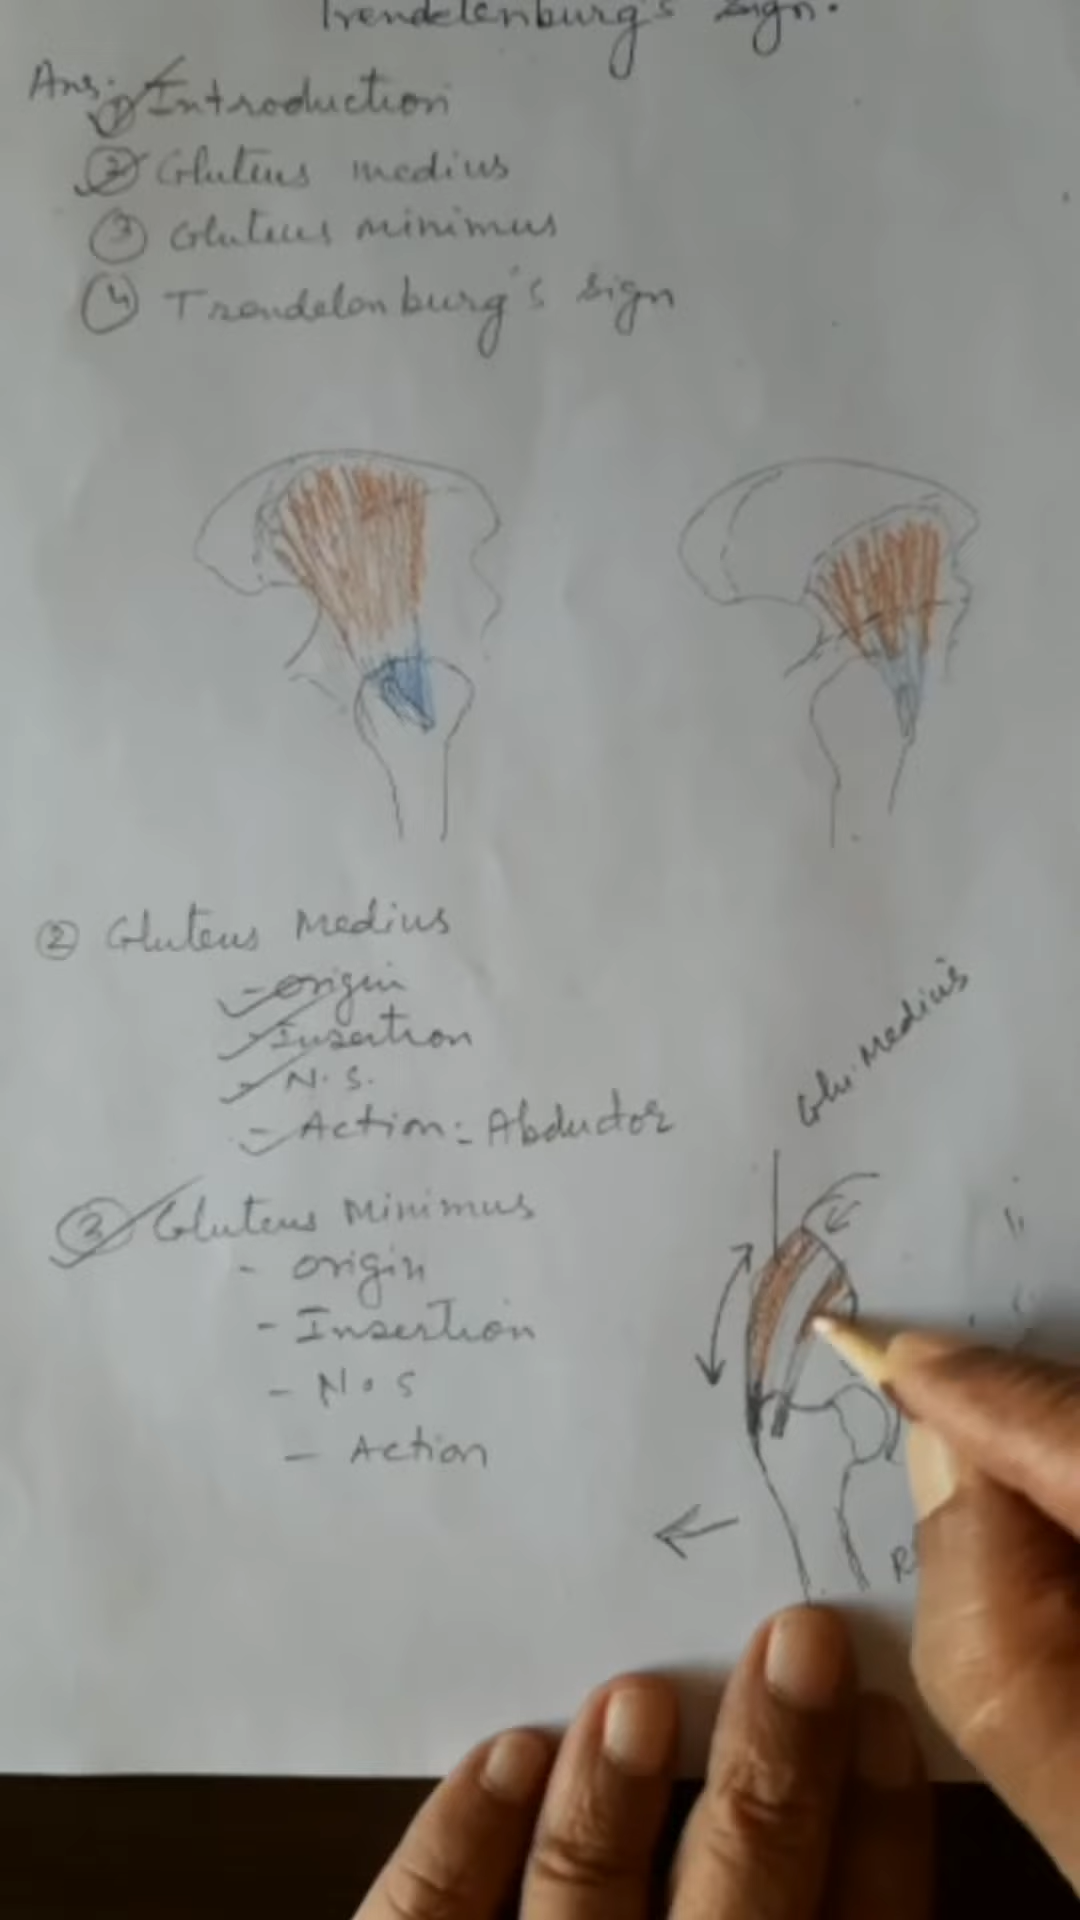 Trendelenburg's Sign.
Ans:- ① Introduction
② Gluteus medius
③ Gluteus minimus
④ Trendelenburg's sign
② Gluteus Medius
- origin
- Insertion
- N.S.
- Action:- Abductor
Glu. Medius
③ Gluteus Minimus
- origin
- Insertion
- N.S
- Action